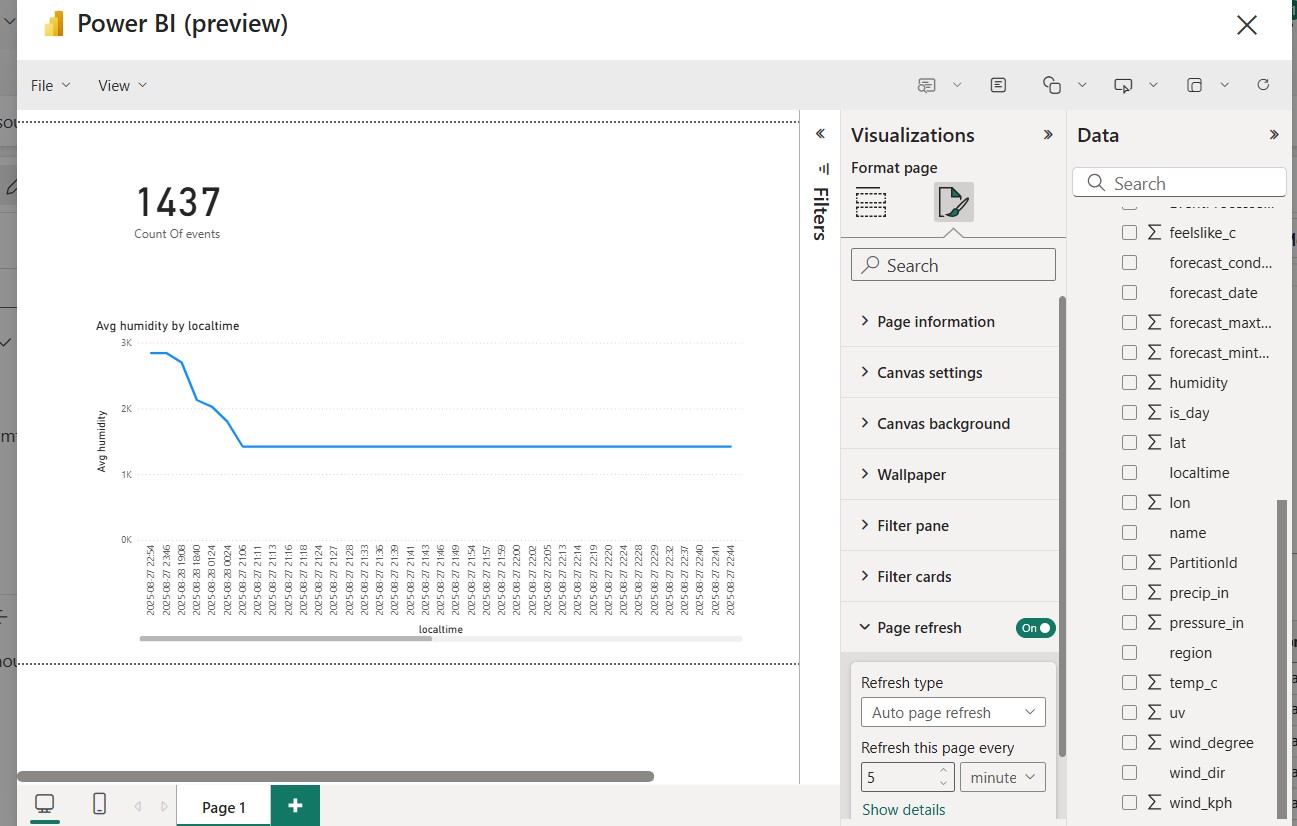 Power BI (preview)
File
View
1437
Count Of events
Avg humidity by localtime
3K
2K
1K
0K
Avg humidity
2025-08-27 22:54
2025-08-27 23:46
2025-08-28 19:08
2025-08-28 18:40
2025-08-28 01:24
2025-08-28 00:24
2025-08-27 21:06
2025-08-27 21:11
2025-08-27 21:13
2025-08-27 21:16
2025-08-27 21:18
2025-08-27 21:24
2025-08-27 21:27
2025-08-27 21:28
2025-08-27 21:33
2025-08-27 21:36
2025-08-27 21:39
2025-08-27 21:41
2025-08-27 21:43
2025-08-27 21:46
2025-08-27 21:49
2025-08-27 21:54
2025-08-27 21:57
2025-08-27 21:59
2025-08-27 22:00
2025-08-27 22:02
2025-08-27 22:05
2025-08-27 22:13
2025-08-27 22:14
2025-08-27 22:19
2025-08-27 22:20
2025-08-27 22:24
2025-08-27 22:28
2025-08-27 22:29
2025-08-27 22:32
2025-08-27 22:37
2025-08-27 22:40
2025-08-27 22:41
2025-08-27 22:44
localtime
Page 1
Filters
Visualizations
Format page
Search
Page information
Canvas settings
Canvas background
Wallpaper
Filter pane
Filter cards
Page refresh
On
Refresh type
Auto page refresh
Refresh this page every
5
minute
Show details
Data
Search
feelslike_c
forecast_cond...
forecast_date
forecast_maxt...
forecast_mint...
humidity
is_day
lat
localtime
lon
name
PartitionId
precip_in
pressure_in
region
temp_c
uv
wind_degree
wind_dir
wind_kph